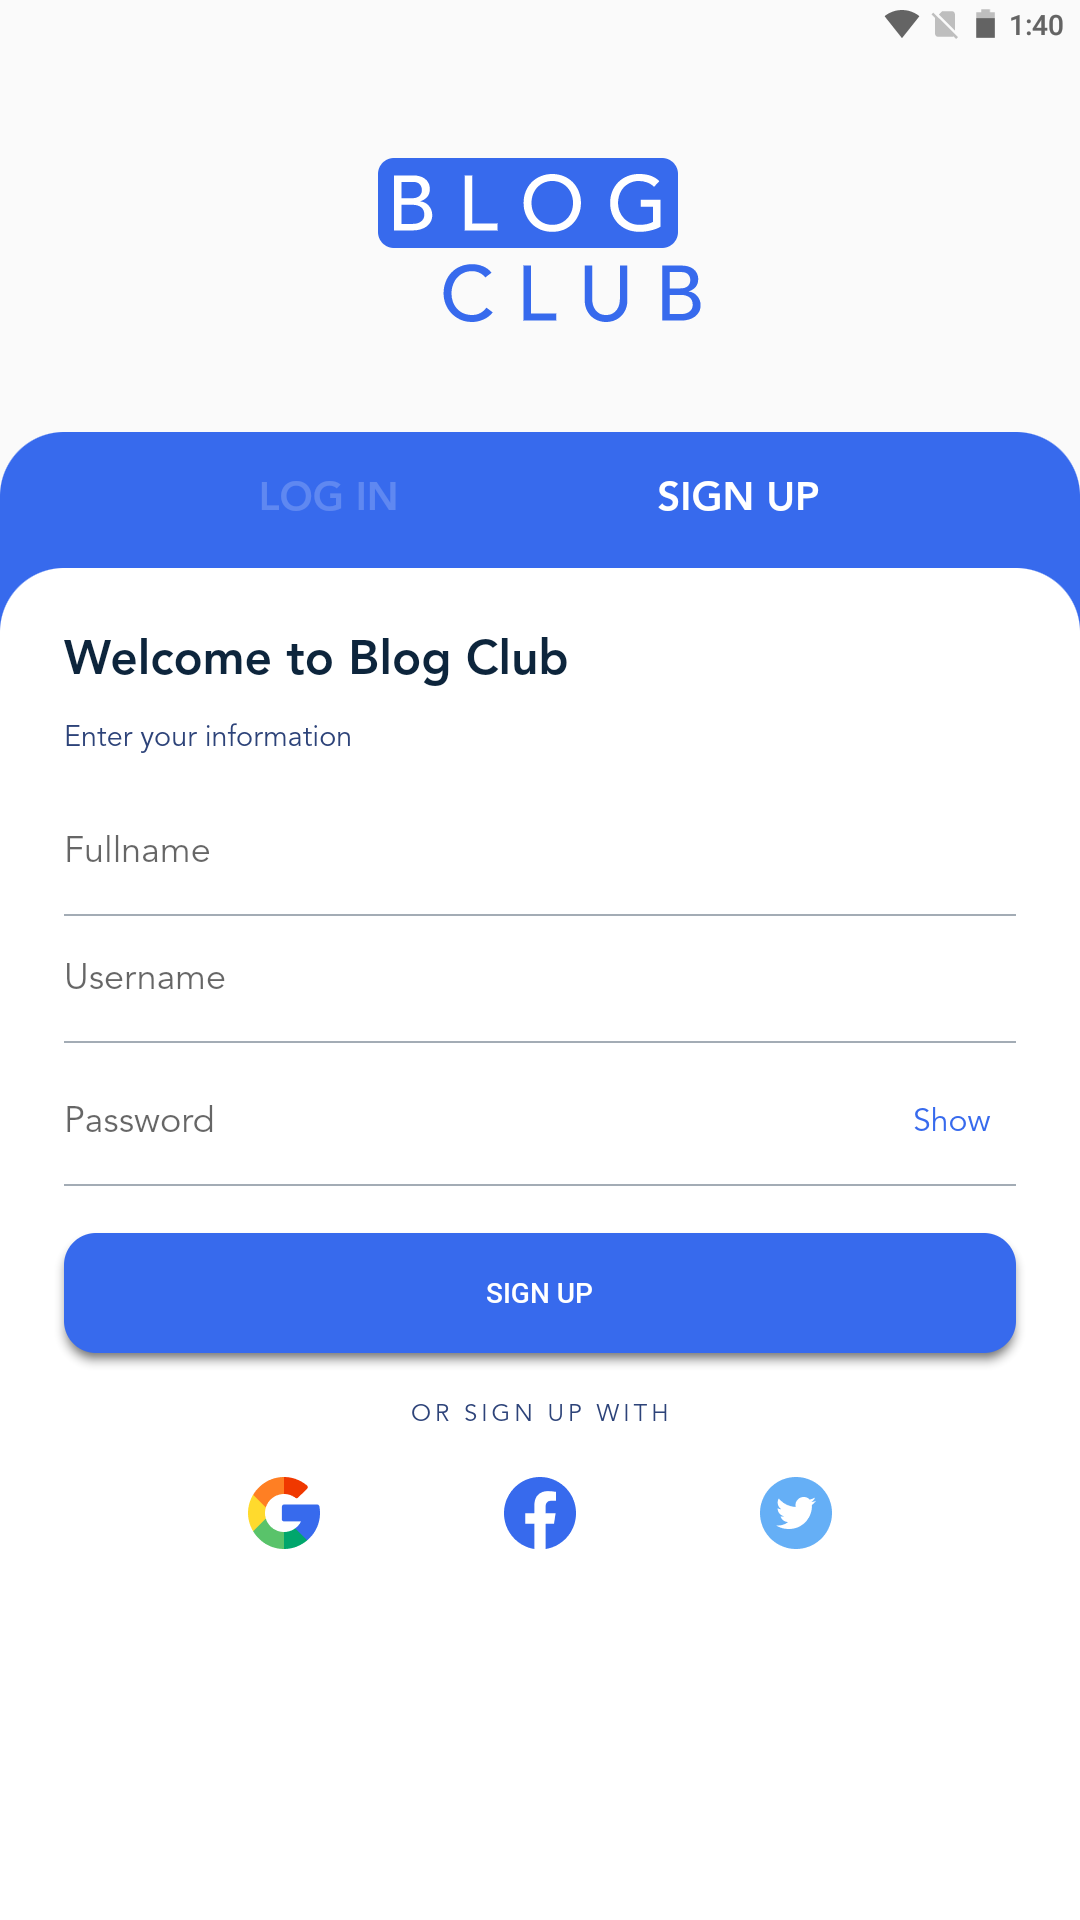 1:40
BLOG
CLUB
LOG IN
SIGN UP
Welcome to Blog Club
Enter your information
Fullname
Username
Password
Show
SIGN UP
OR SIGN UP WITH